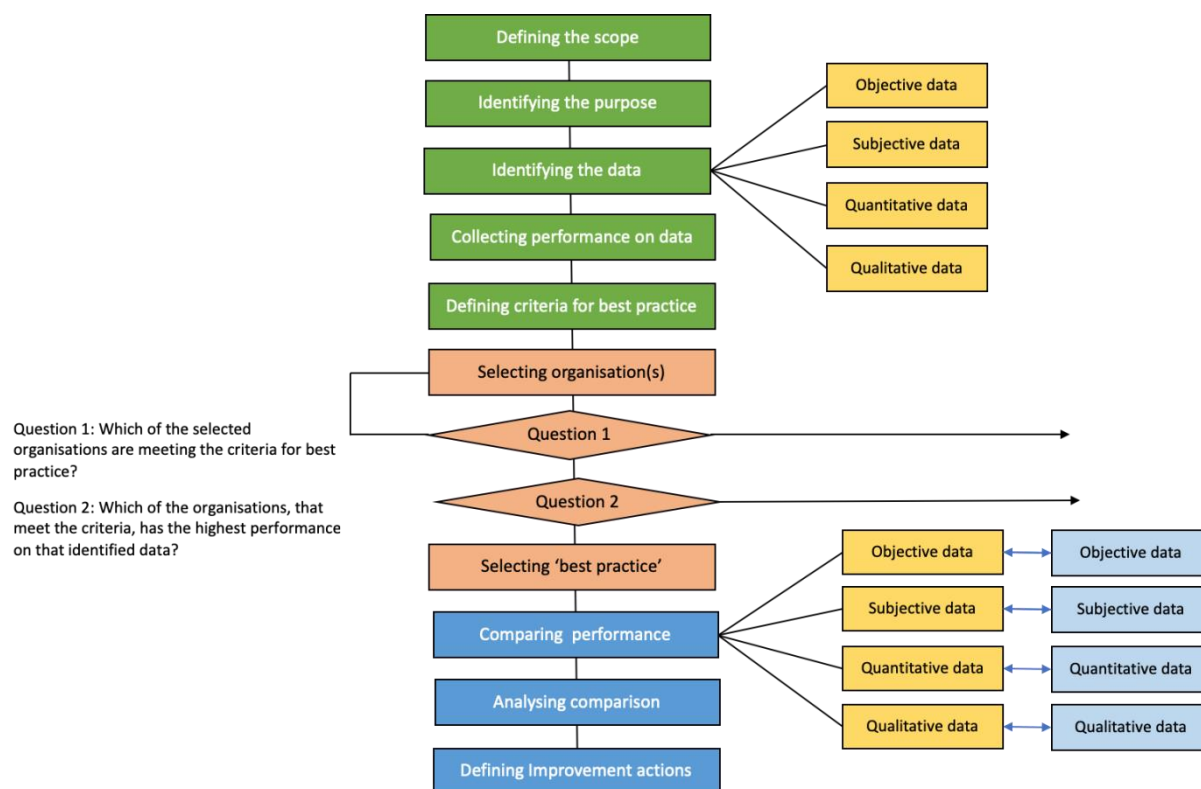 Defining the scope
Identifying the purpose
Identifying the data
Objective data
Subjective data
Quantitative data
Qualitative data
Collecting performance on data
Defining criteria for best practice
Selecting organisation(s)
Question 1
Question 1: Which of the selected
organisations are meeting the criteria for best
practice?
Question 2
Question 2: Which of the organisations, that
meet the criteria, has the highest performance
on that identified data?
Selecting ‘best practice’
Comparing performance
Objective data
Objective data
Subjective data
Subjective data
Quantitative data
Quantitative data
Qualitative data
Qualitative data
Analysing comparison
Defining Improvement actions